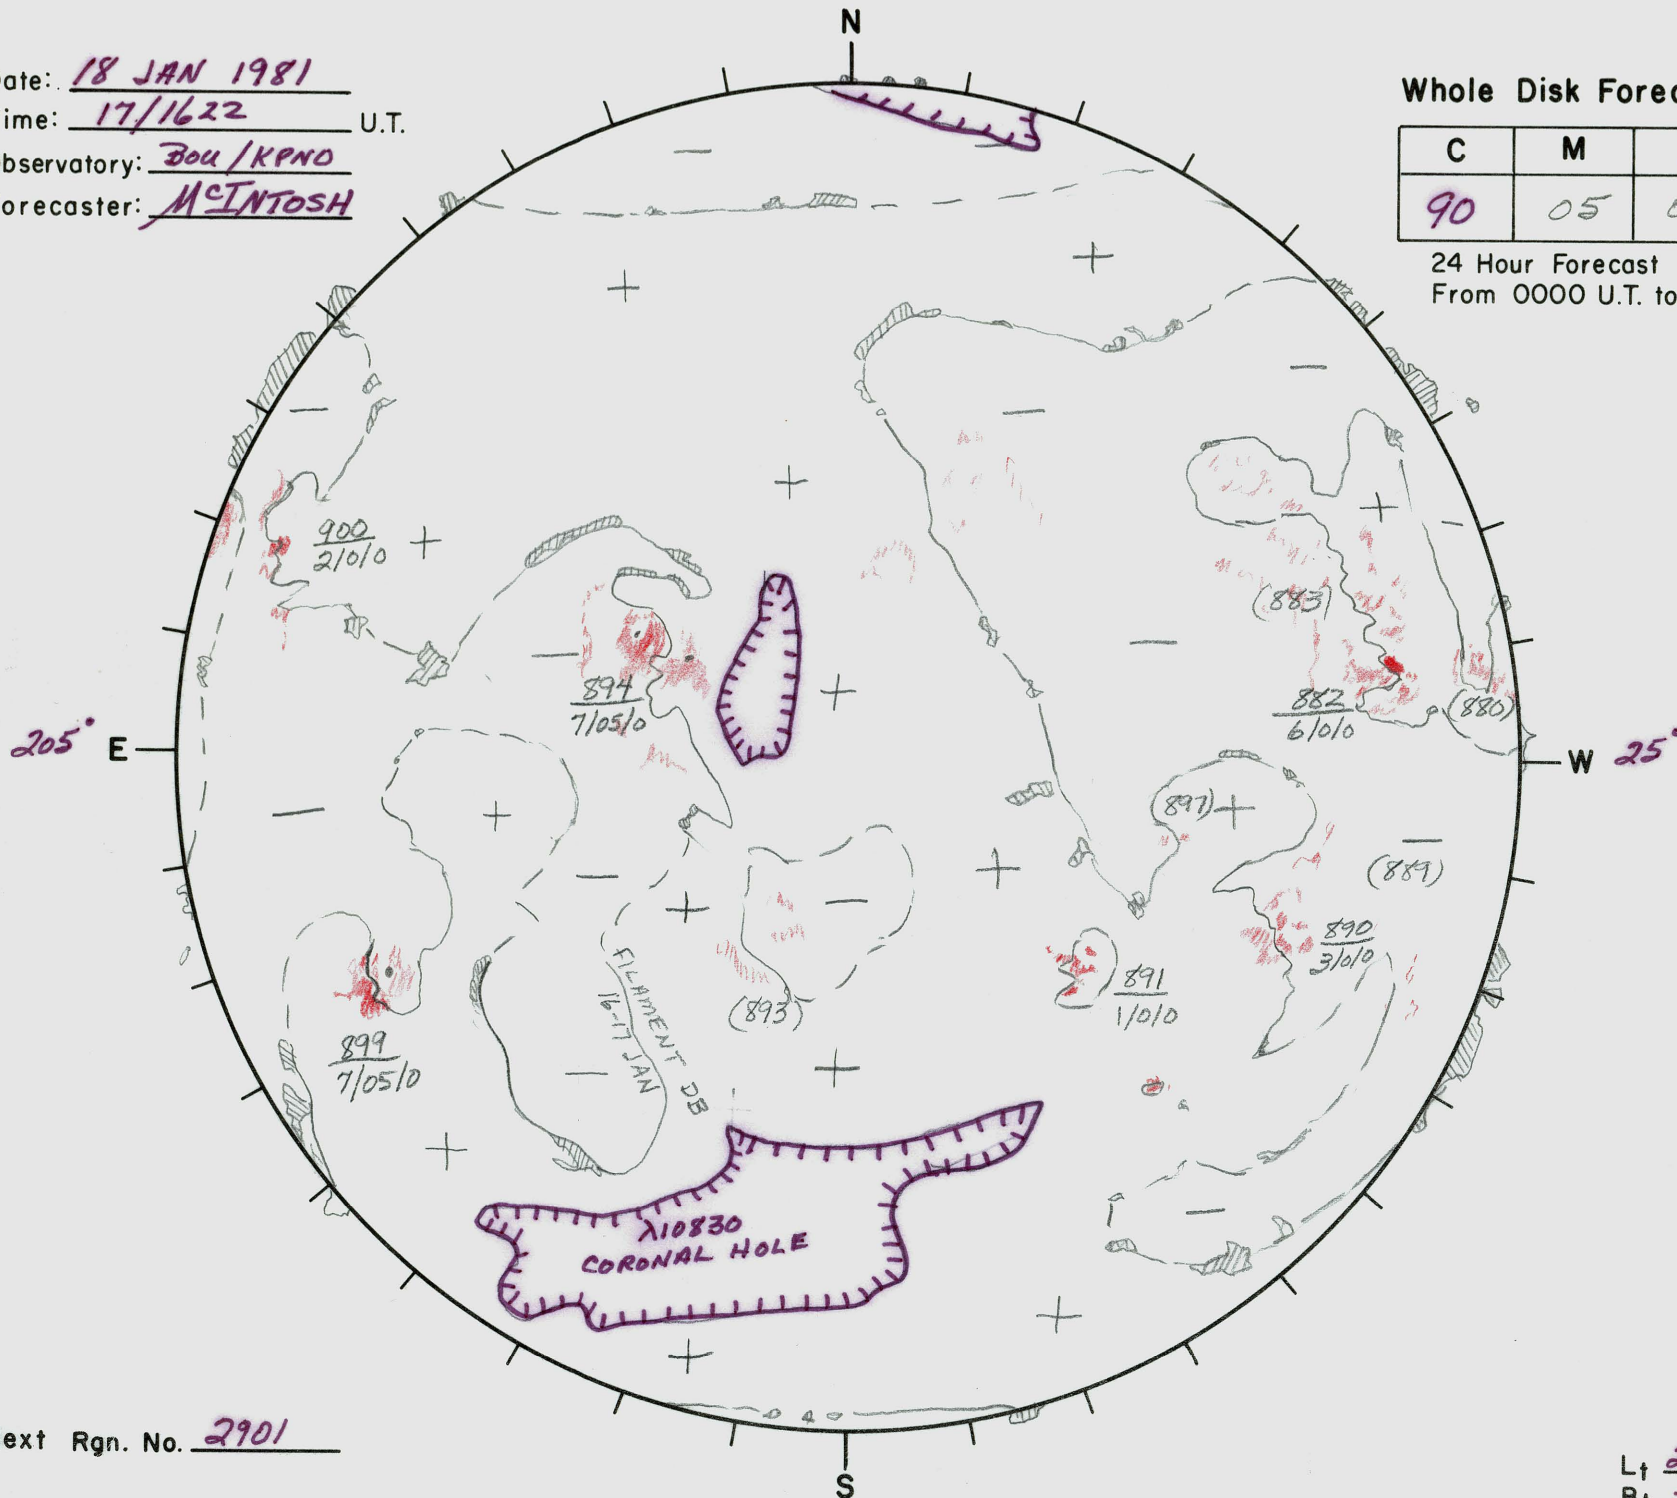 N
ate: 18 JAN 1981
ime: 17/1622 U.T.
bservatory: BOU/KPNO
orecaster: McINTOSH
Whole Disk Forec
C M
90 05
24 Hour Forecast
From 0000 U.T. to
900
2/0/0
(883)
894
7/05/0
882
6/0/0
(880)
205° E
W 25°
(897)
(889)
890
3/0/0
891
1/0/0
(893)
FILAMENT DB
16-17 JAN
899
7/05/0
λ10830
CORONAL HOLE
ext Rgn. No. 2901
S
Lt